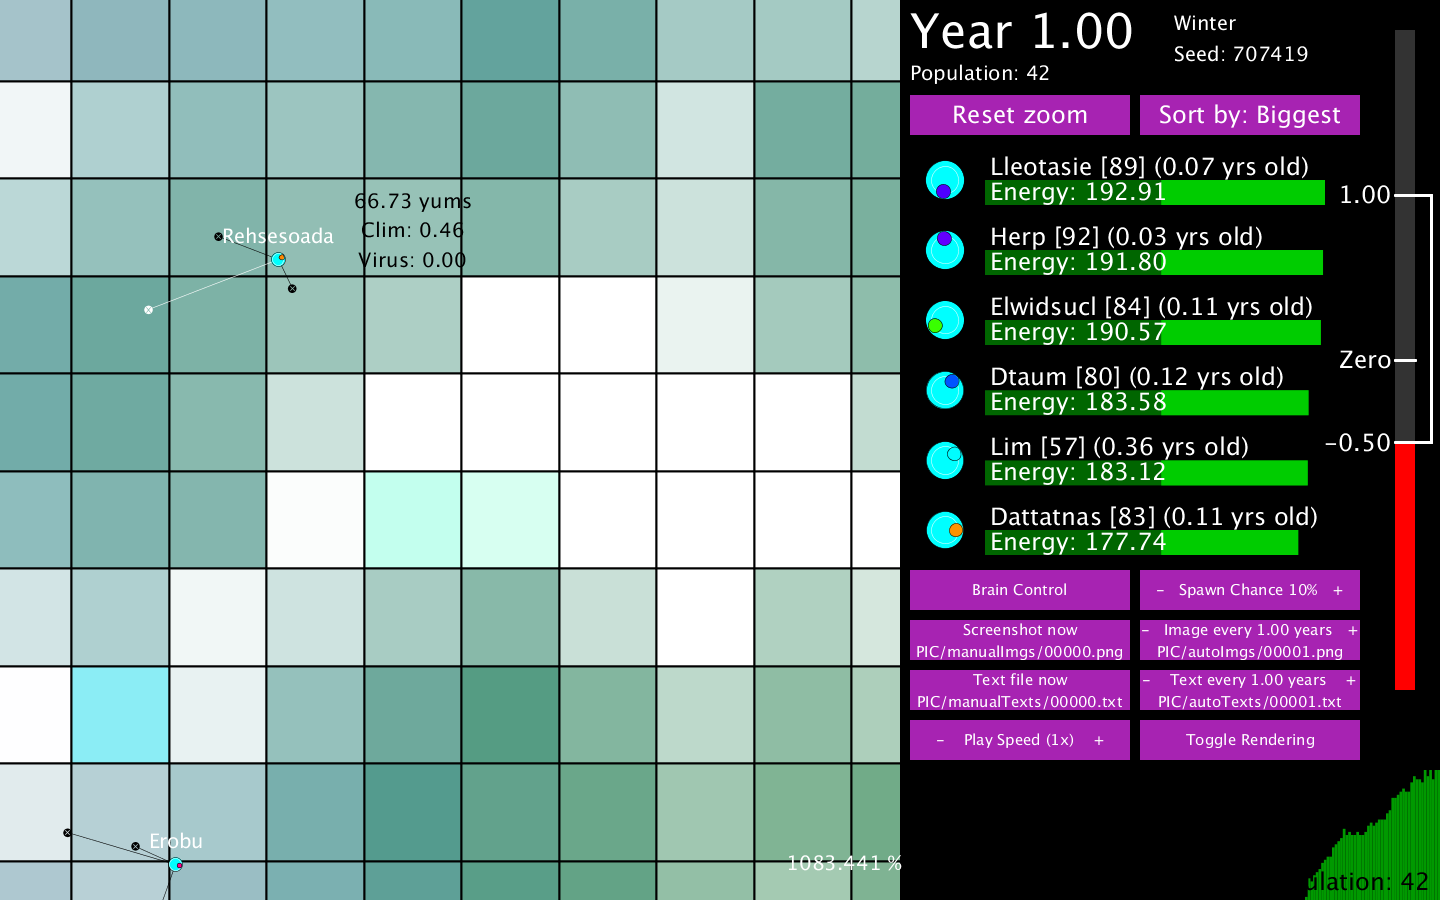 Year 1.00
Winter
Seed: 707419
Population: 42
Reset zoom
Sort by: Biggest
Lleotasie [89] (0.07 yrs old)
Energy: 192.91
Herp [92] (0.03 yrs old)
Energy: 191.80
Elwidsucl [84] (0.11 yrs old)
Energy: 190.57
Dtaum [80] (0.12 yrs old)
Energy: 183.58
Lim [57] (0.36 yrs old)
Energy: 183.12
Dattatnas [83] (0.11 yrs old)
Energy: 177.74
1.00
Zero
-0.50
Brain Control
- Spawn Chance 10% +
Screenshot now
PIC/manualImgs/00000.png
- Image every 1.00 years +
PIC/autoImgs/00001.png
Text file now
PIC/manualTexts/00000.txt
- Text every 1.00 years +
PIC/autoTexts/00001.txt
- Play Speed (1x) +
Toggle Rendering
ulation: 42
66.73 yums
Clim: 0.46
Virus: 0.00
Rehsesoada
Erobu
1083.441 %